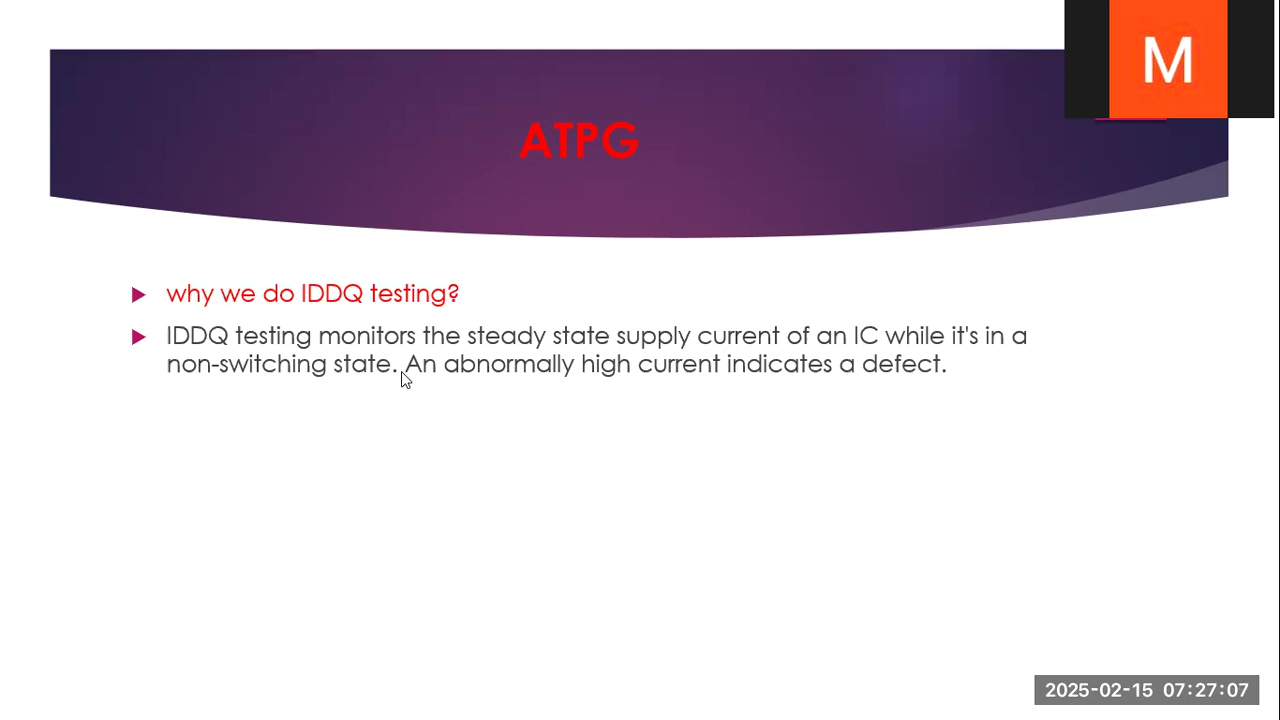 M
ATPG
why we do IDDQ testing?
IDDQ testing monitors the steady state supply current of an IC while it's in a
non-switching state. An abnormally high current indicates a defect.
2025-02-15 07:27:07